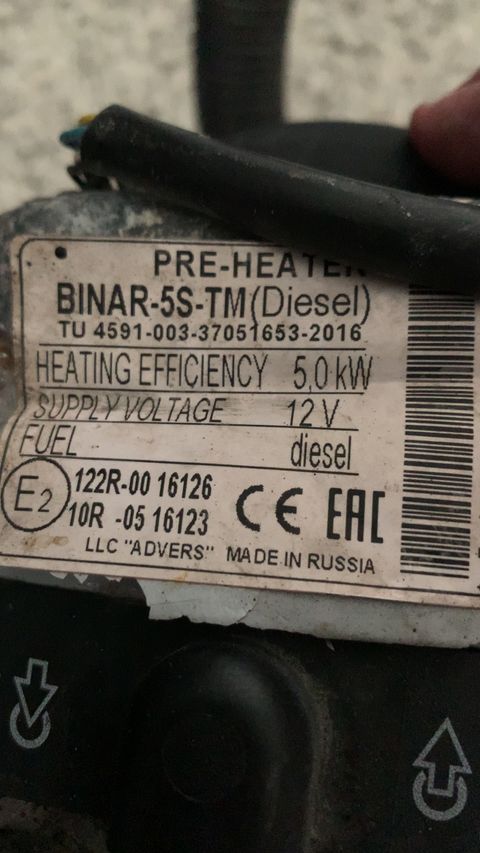 PRE-HEATER
BINAR-5S-TM(Diesel)
TU 4591-003-37051653-2016
HEATING EFFICIENCY 5,0 kW
SUPPLY VOLTAGE 12 V
FUEL diesel
E2 122R-00 16126
10R -05 16123
CE EAC
LLC "ADVERS" MADE IN RUSSIA